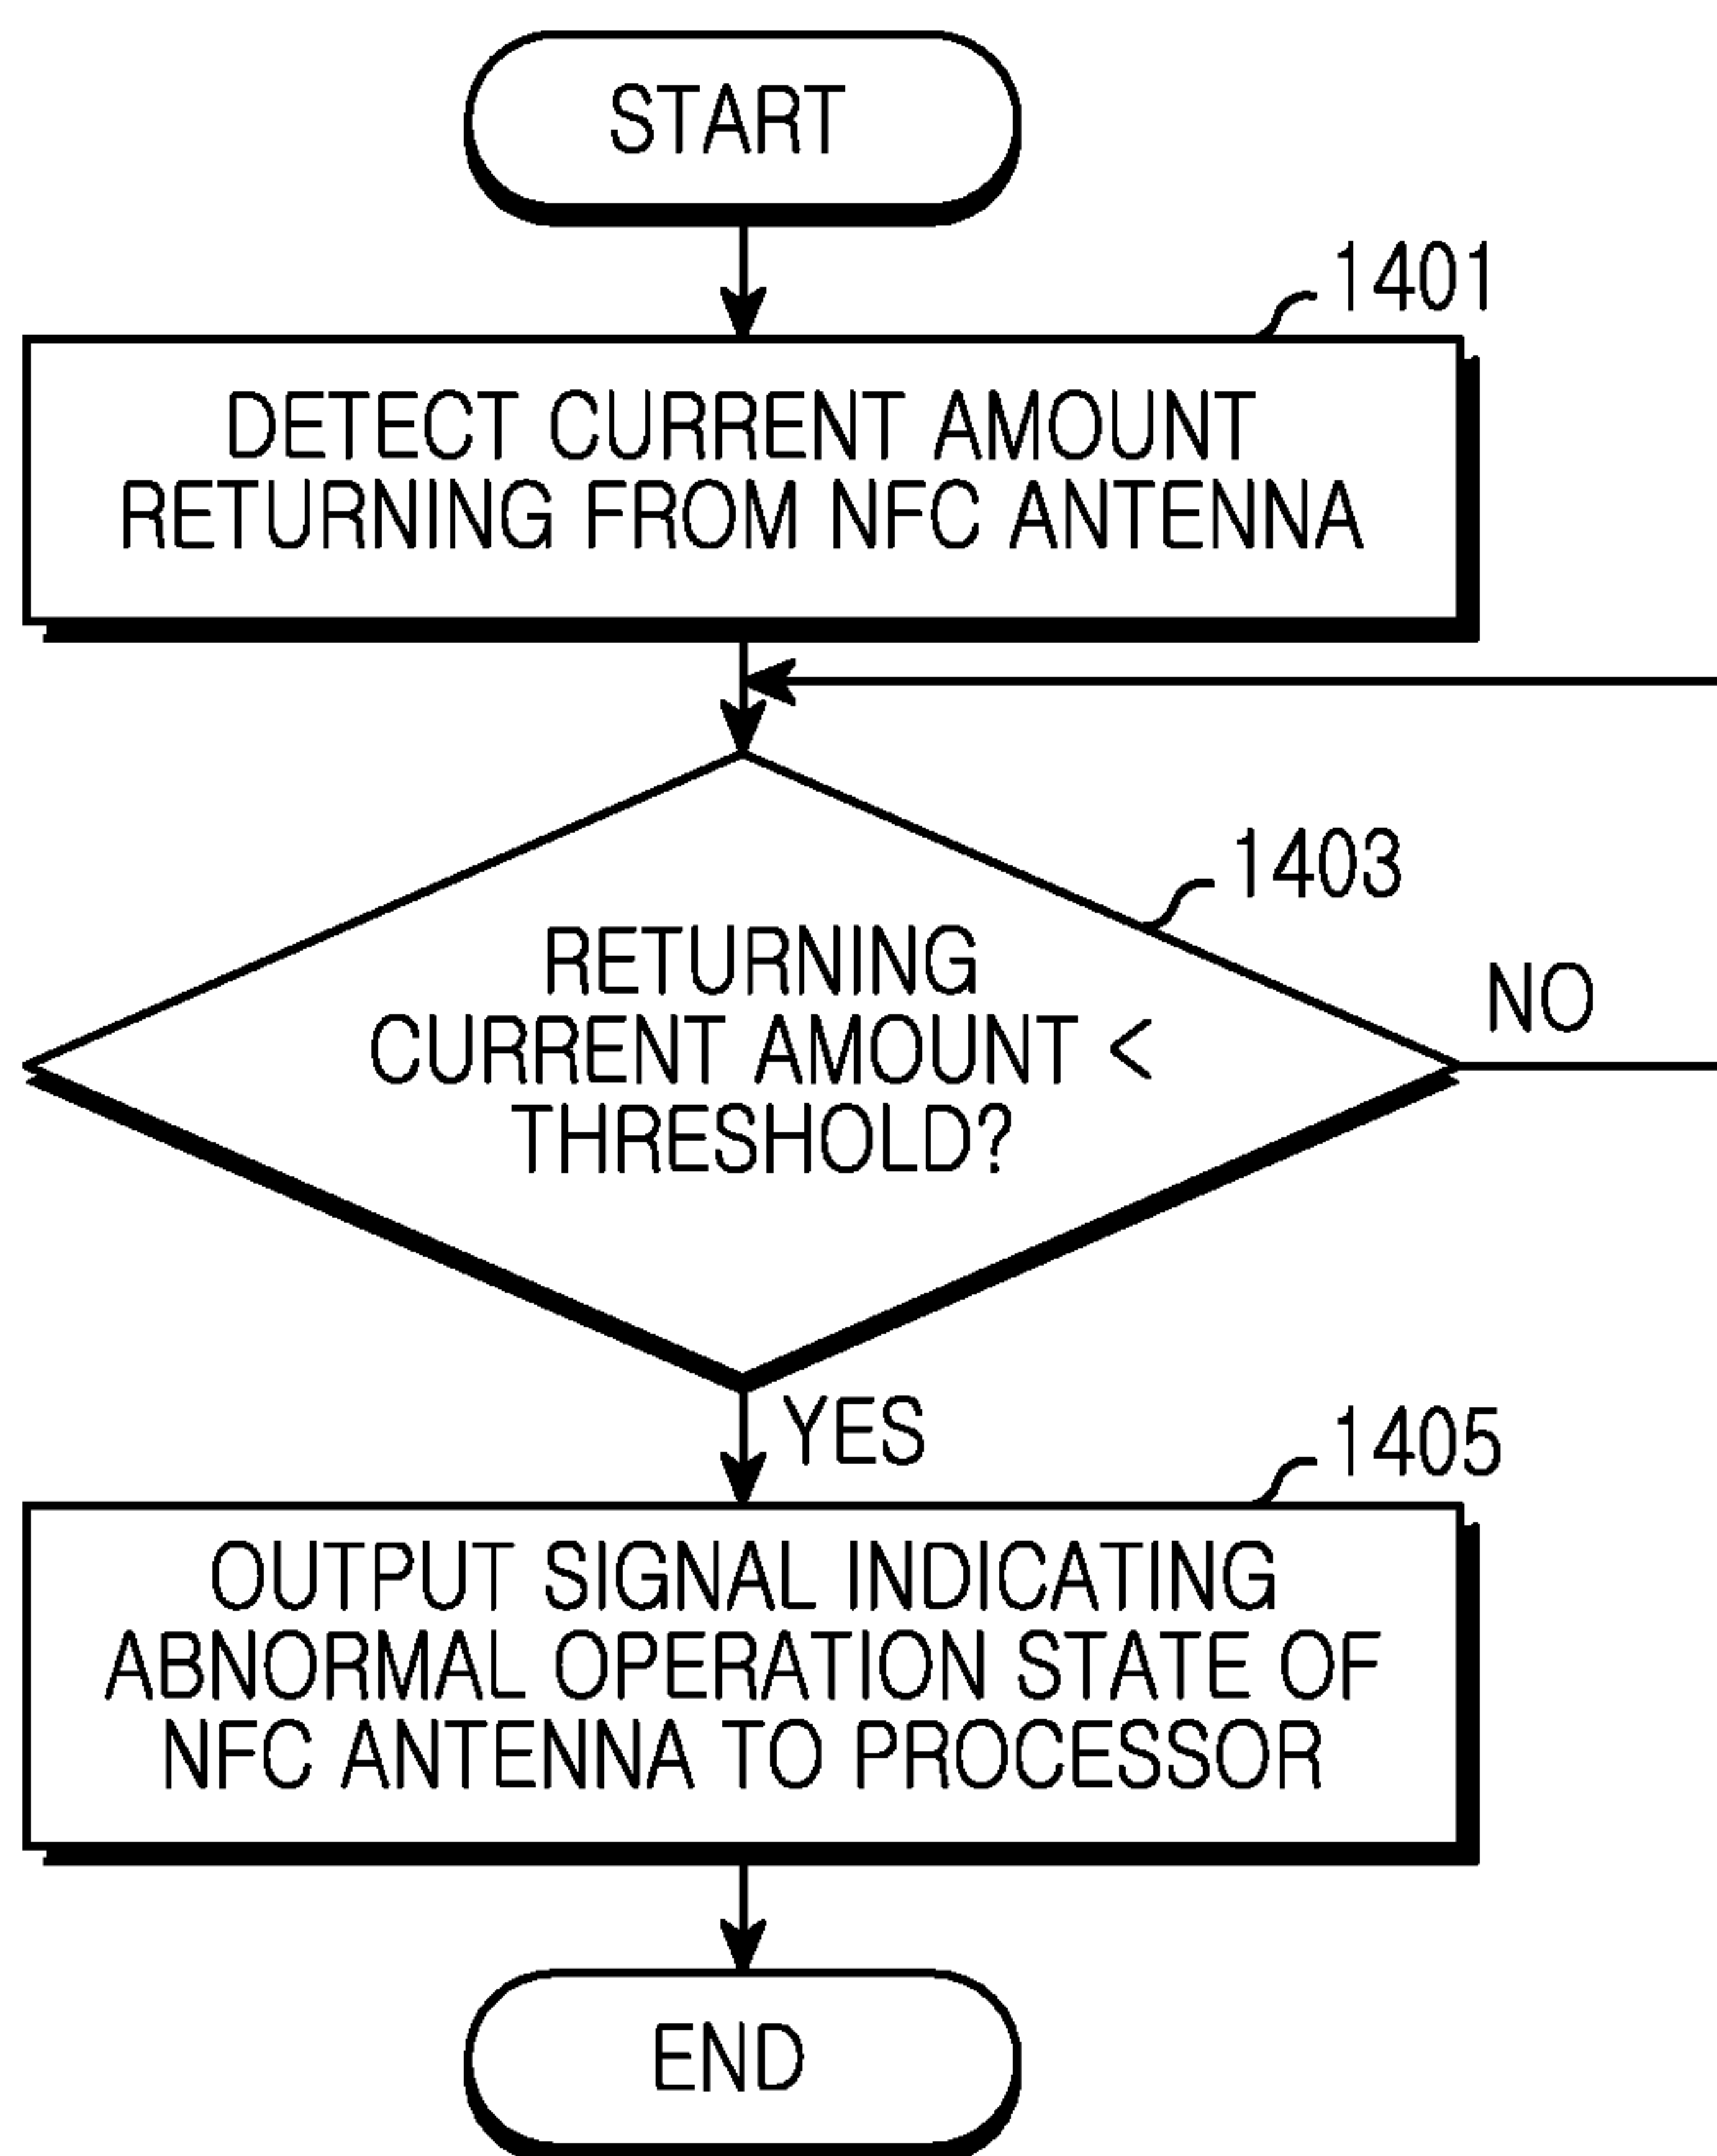 START
1401
DETECT CURRENT AMOUNT
RETURNING FROM NFC ANTENNA
1403
RETURNING
CURRENT AMOUNT <
THRESHOLD?
NO
YES
1405
OUTPUT SIGNAL INDICATING
ABNORMAL OPERATION STATE OF
NFC ANTENNA TO PROCESSOR
END